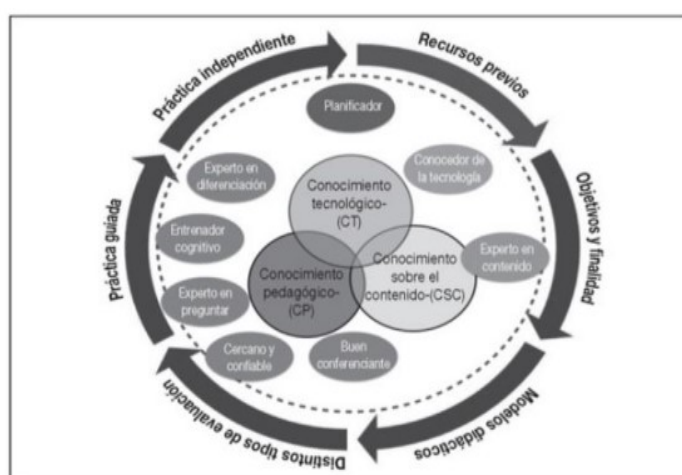 Práctica independiente
Recursos previos
Planificador
Experto en
diferenciación
Conocedor de
la tecnología
Conocimiento
tecnológico-
(CT)
Objetivos y finalidad
Práctica guiada
Entrenador
cognitivo
Conocimiento
pedagógico-
(CP)
Conocimiento
sobre el
contenido-(CSC)
Experto en
contenido
Experto en
preguntar
Cercano y
confiable
Buen
conferenciante
Distintos tipos de evaluación
Modelos didácticos